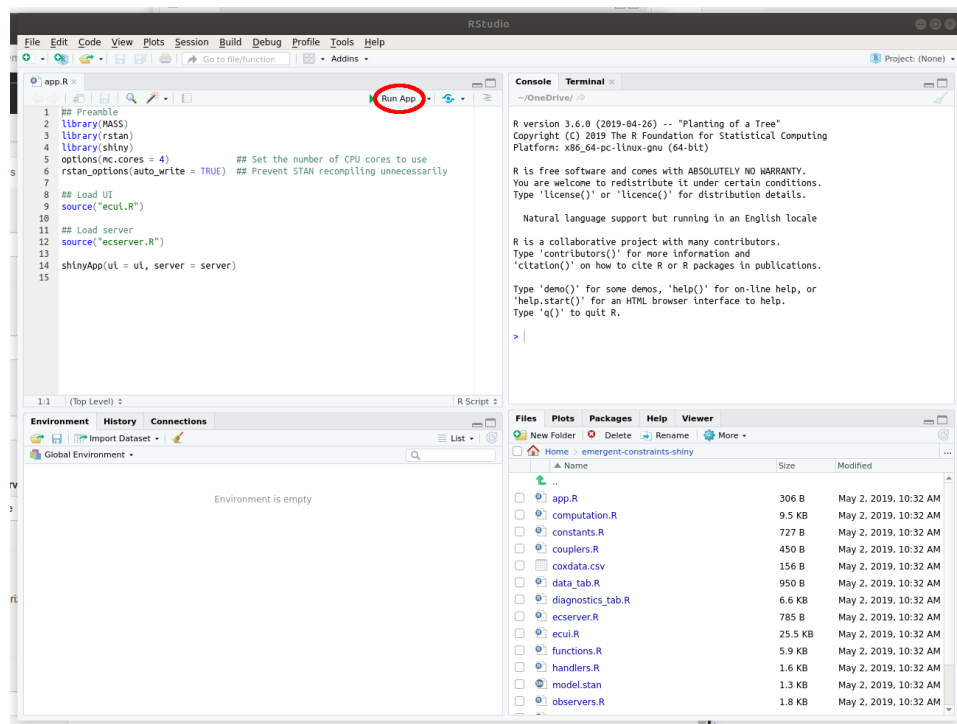 RStudio
File Edit Code View Plots Session Build Debug Profile Tools Help
Go to file/function Addins Project: (None)
app.R
Run App
1 ## Preamble
2 library(MASS)
3 library(rstan)
4 library(shiny)
5 options(mc.cores = 4) ## Set the number of CPU cores to use
6 rstan_options(auto_write = TRUE) ## Prevent STAN recompiling unnecessarily
7
8 ## Load UI
9 source("ecui.R")
10
11 ## Load server
12 source("ecserver.R")
13
14 shinyApp(ui = ui, server = server)
15
1:1 (Top Level) R Script
Console Terminal
~/OneDrive/
R version 3.6.0 (2019-04-26) -- "Planting of a Tree"
Copyright (C) 2019 The R Foundation for Statistical Computing
Platform: x86_64-pc-linux-gnu (64-bit)
R is free software and comes with ABSOLUTELY NO WARRANTY.
You are welcome to redistribute it under certain conditions.
Type 'license()' or 'licence()' for distribution details.
Natural language support but running in an English locale
R is a collaborative project with many contributors.
Type 'contributors()' for more information and
'citation()' on how to cite R or R packages in publications.
Type 'demo()' for some demos, 'help()' for on-line help, or
'help.start()' for an HTML browser interface to help.
Type 'q()' to quit R.
>
Environment History Connections
Import Dataset List
Global Environment
Environment is empty
Files Plots Packages Help Viewer
New Folder Delete Rename More
Home > emergent-constraints-shiny ...
Name Size Modified
..
app.R 306 B May 2, 2019, 10:32 AM
computation.R 9.5 KB May 2, 2019, 10:32 AM
constants.R 727 B May 2, 2019, 10:32 AM
couplers.R 450 B May 2, 2019, 10:32 AM
coxdata.csv 156 B May 2, 2019, 10:32 AM
data_tab.R 950 B May 2, 2019, 10:32 AM
diagnostics_tab.R 6.6 KB May 2, 2019, 10:32 AM
ecserver.R 785 B May 2, 2019, 10:32 AM
ecui.R 25.5 KB May 2, 2019, 10:32 AM
functions.R 5.9 KB May 2, 2019, 10:32 AM
handlers.R 1.6 KB May 2, 2019, 10:32 AM
model.stan 1.3 KB May 2, 2019, 10:32 AM
observers.R 1.8 KB May 2, 2019, 10:32 AM